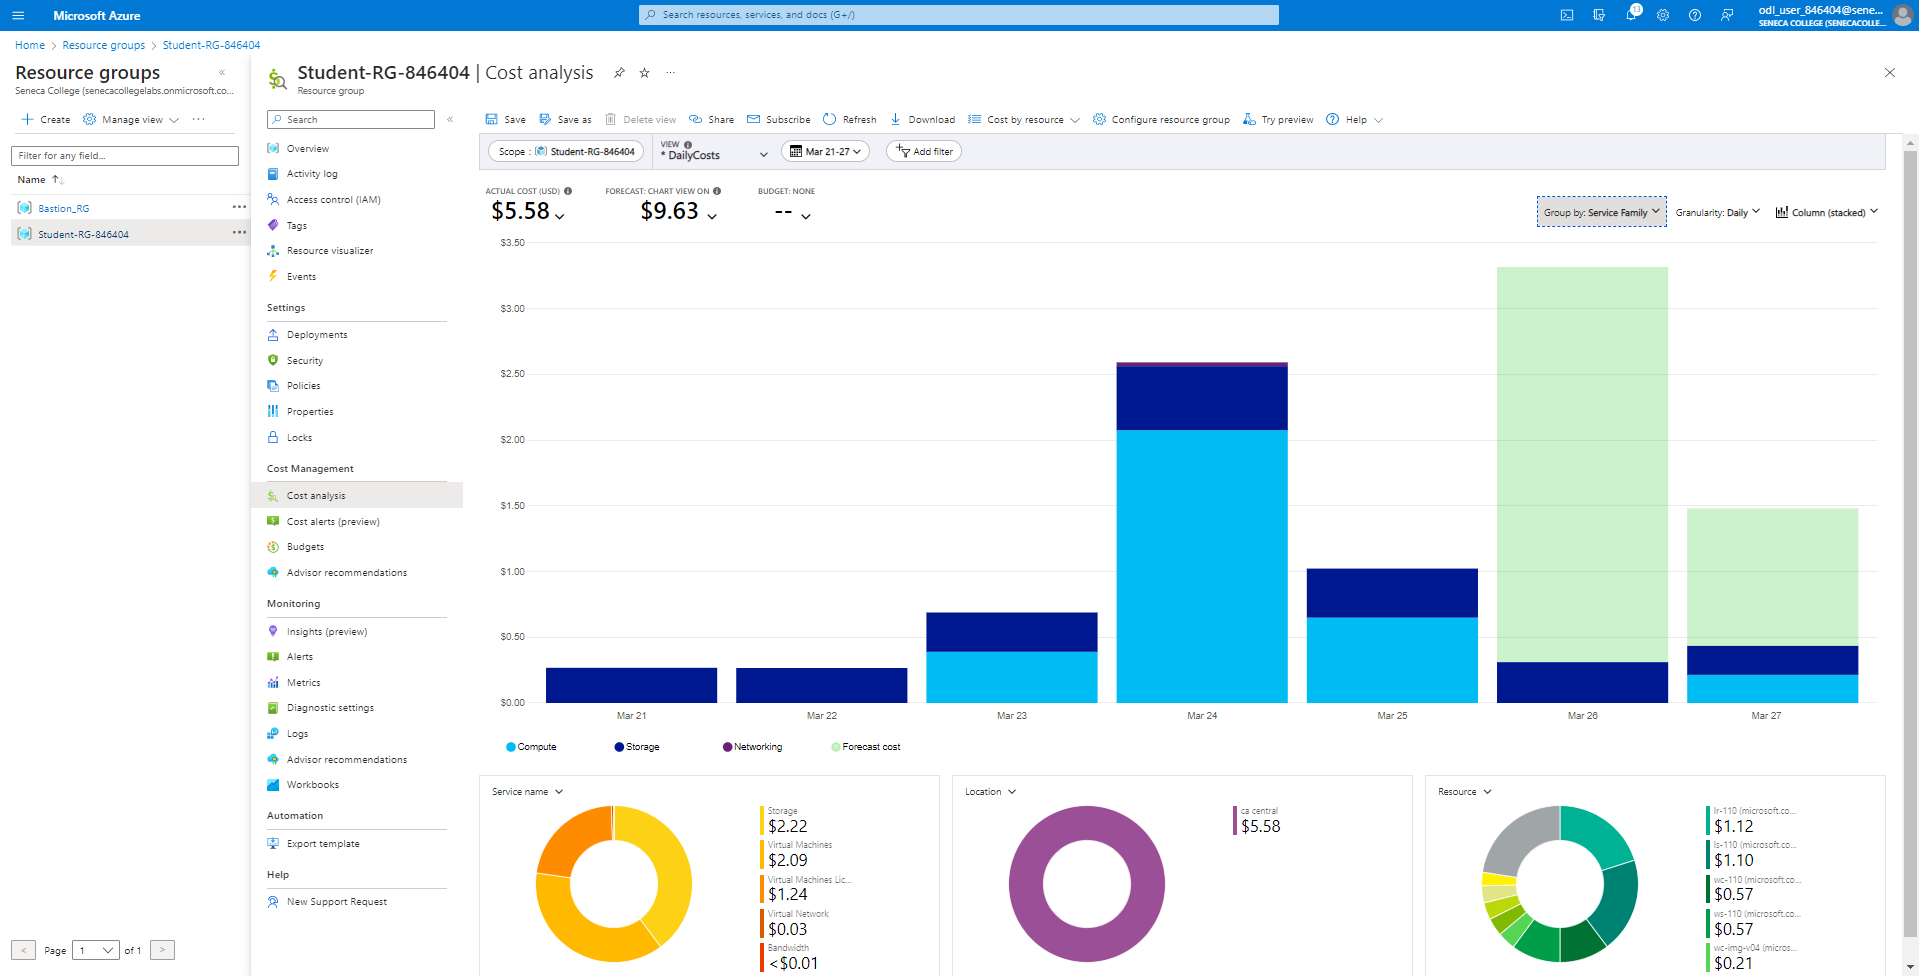 Microsoft Azure
Search resources, services, and docs (G+/)
13
odl_user_846404@sene...
SENECA COLLEGE (SENECACOLLE...
Home > Resource groups > Student-RG-846404
Resource groups
Seneca College (senecacollegelabs.onmicrosoft.co...
Create Manage view
Filter for any field...
Name
Bastion_RG
Student-RG-846404
< Page 1 of 1 >
Student-RG-846404 | Cost analysis
Resource group
Search
Overview
Activity log
Access control (IAM)
Tags
Resource visualizer
Events
Settings
Deployments
Security
Policies
Properties
Locks
Cost Management
Cost analysis
Cost alerts (preview)
Budgets
Advisor recommendations
Monitoring
Insights (preview)
Alerts
Metrics
Diagnostic settings
Logs
Advisor recommendations
Workbooks
Automation
Export template
Help
New Support Request
Save Save as Delete view Share Subscribe Refresh Download Cost by resource Configure resource group Try preview Help
Scope : Student-RG-846404
VIEW
* DailyCosts
Mar 21-27
Add filter
ACTUAL COST (USD)
$5.58
FORECAST: CHART VIEW ON
$9.63
BUDGET: NONE
--
Group by: Service Family
Granularity: Daily
Column (stacked)
$3.50
$3.00
$2.50
$2.00
$1.50
$1.00
$0.50
$0.00
Mar 21 Mar 22 Mar 23 Mar 24 Mar 25 Mar 26 Mar 27
Compute Storage Networking Forecast cost
Service name
Storage
$2.22
Virtual Machines
$2.09
Virtual Machines Lic...
$1.24
Virtual Network
$0.03
Bandwidth
<$0.01
Location
ca central
$5.58
Resource
lr-110 (microsoft.co...
$1.12
ls-110 (microsoft.co...
$1.10
wc-110 (microsoft.co...
$0.57
ws-110 (microsoft.co...
$0.57
wc-img-v04 (micros...
$0.21